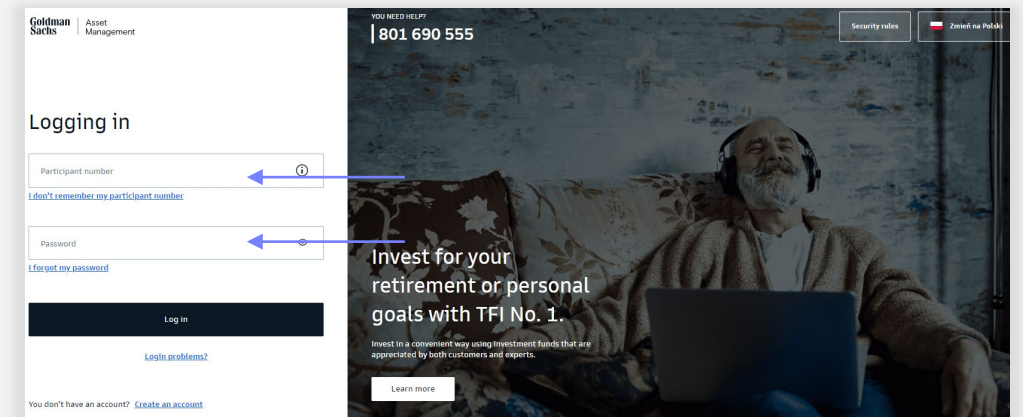 Goldman
Sachs
Asset
Management
Logging in
Participant number
I don't remember my participant number
Password
I forgot my password
Log in
Login problems?
You don't have an account? Create an account
YOU NEED HELP?
801 690 555
Security rules
Zmień na Polski
Invest for your
retirement or personal
goals with TFI No. 1.
Invest in a convenient way using investment funds that are
appreciated by both customers and experts.
Learn more